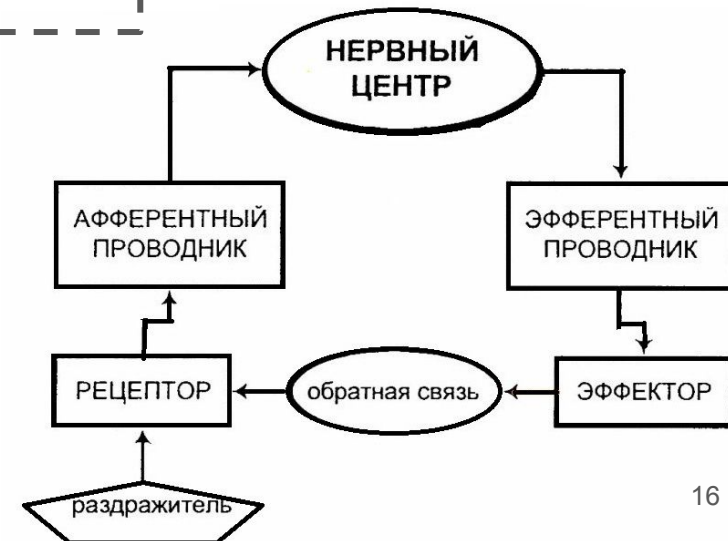 НЕРВНЫЙ
ЦЕНТР
АФФЕРЕНТНЫЙ
ПРОВОДНИК
ЭФФЕРЕНТНЫЙ
ПРОВОДНИК
РЕЦЕПТОР
обратная связь
ЭФФЕКТОР
раздражитель
16